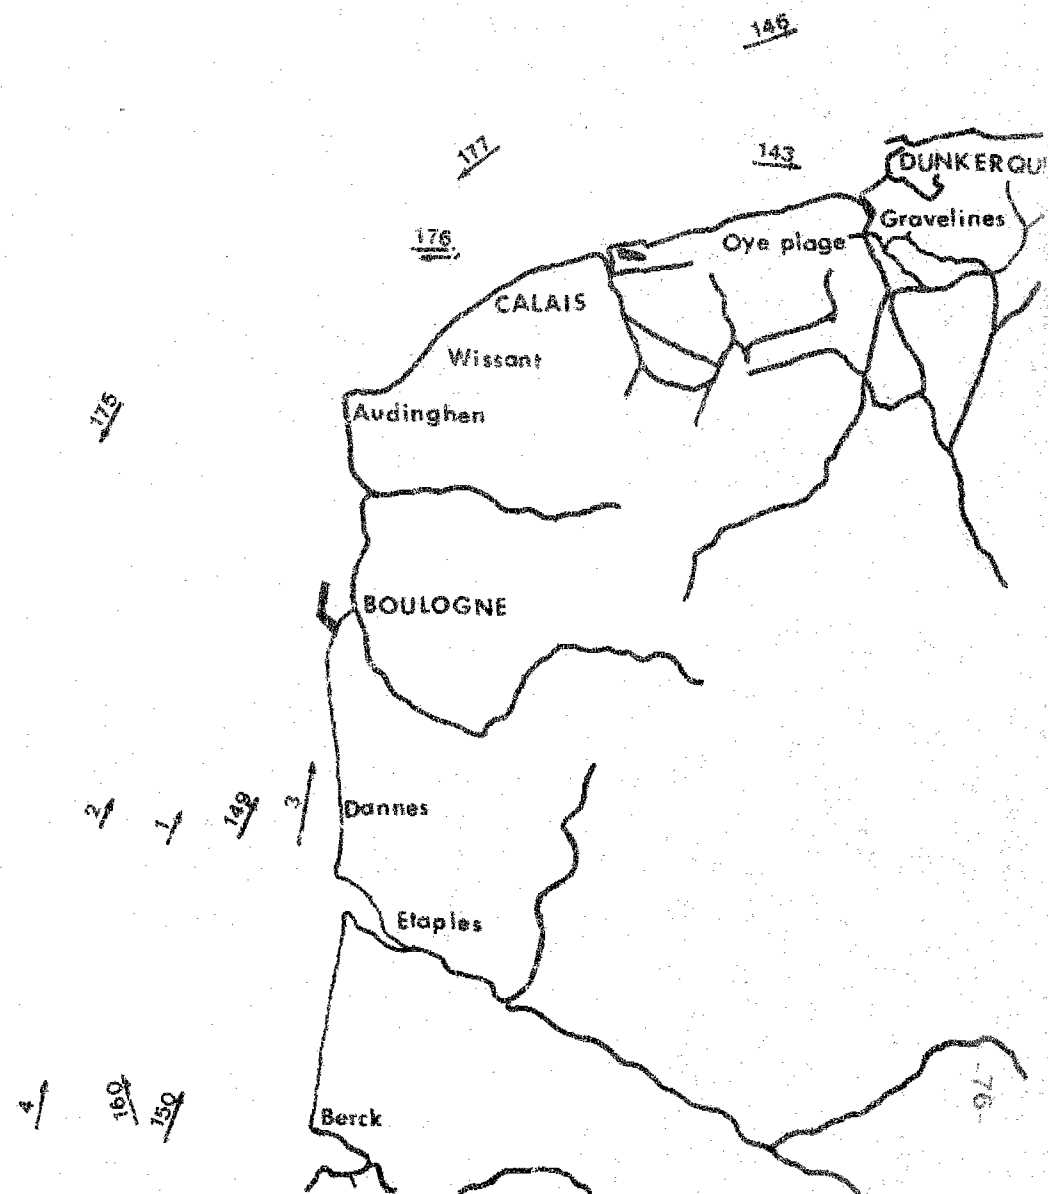 146
177
143
DUNKERQU
Gravelines
176
Oye plage
CALAIS
Wissant
175
Audinghen
BOULOGNE
2
1
149
3
Dannes
Etaples
4
160
150
Berck
-76-